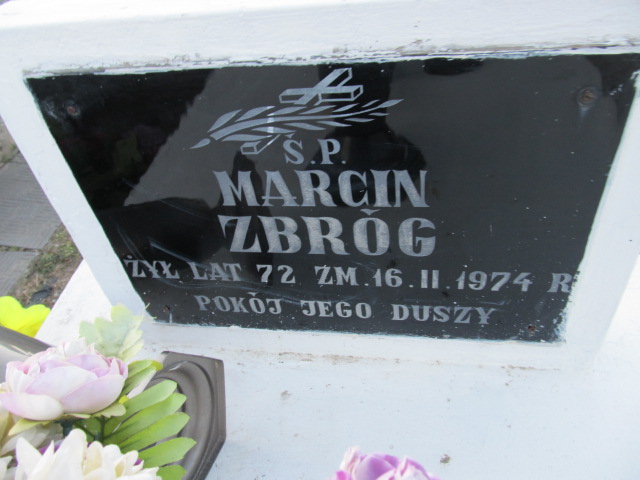 Ś.P.
MARCIN
ZBRÓG
ŻYŁ LAT 72 ZM. 16.II.1974 R
POKÓJ JEGO DUSZY